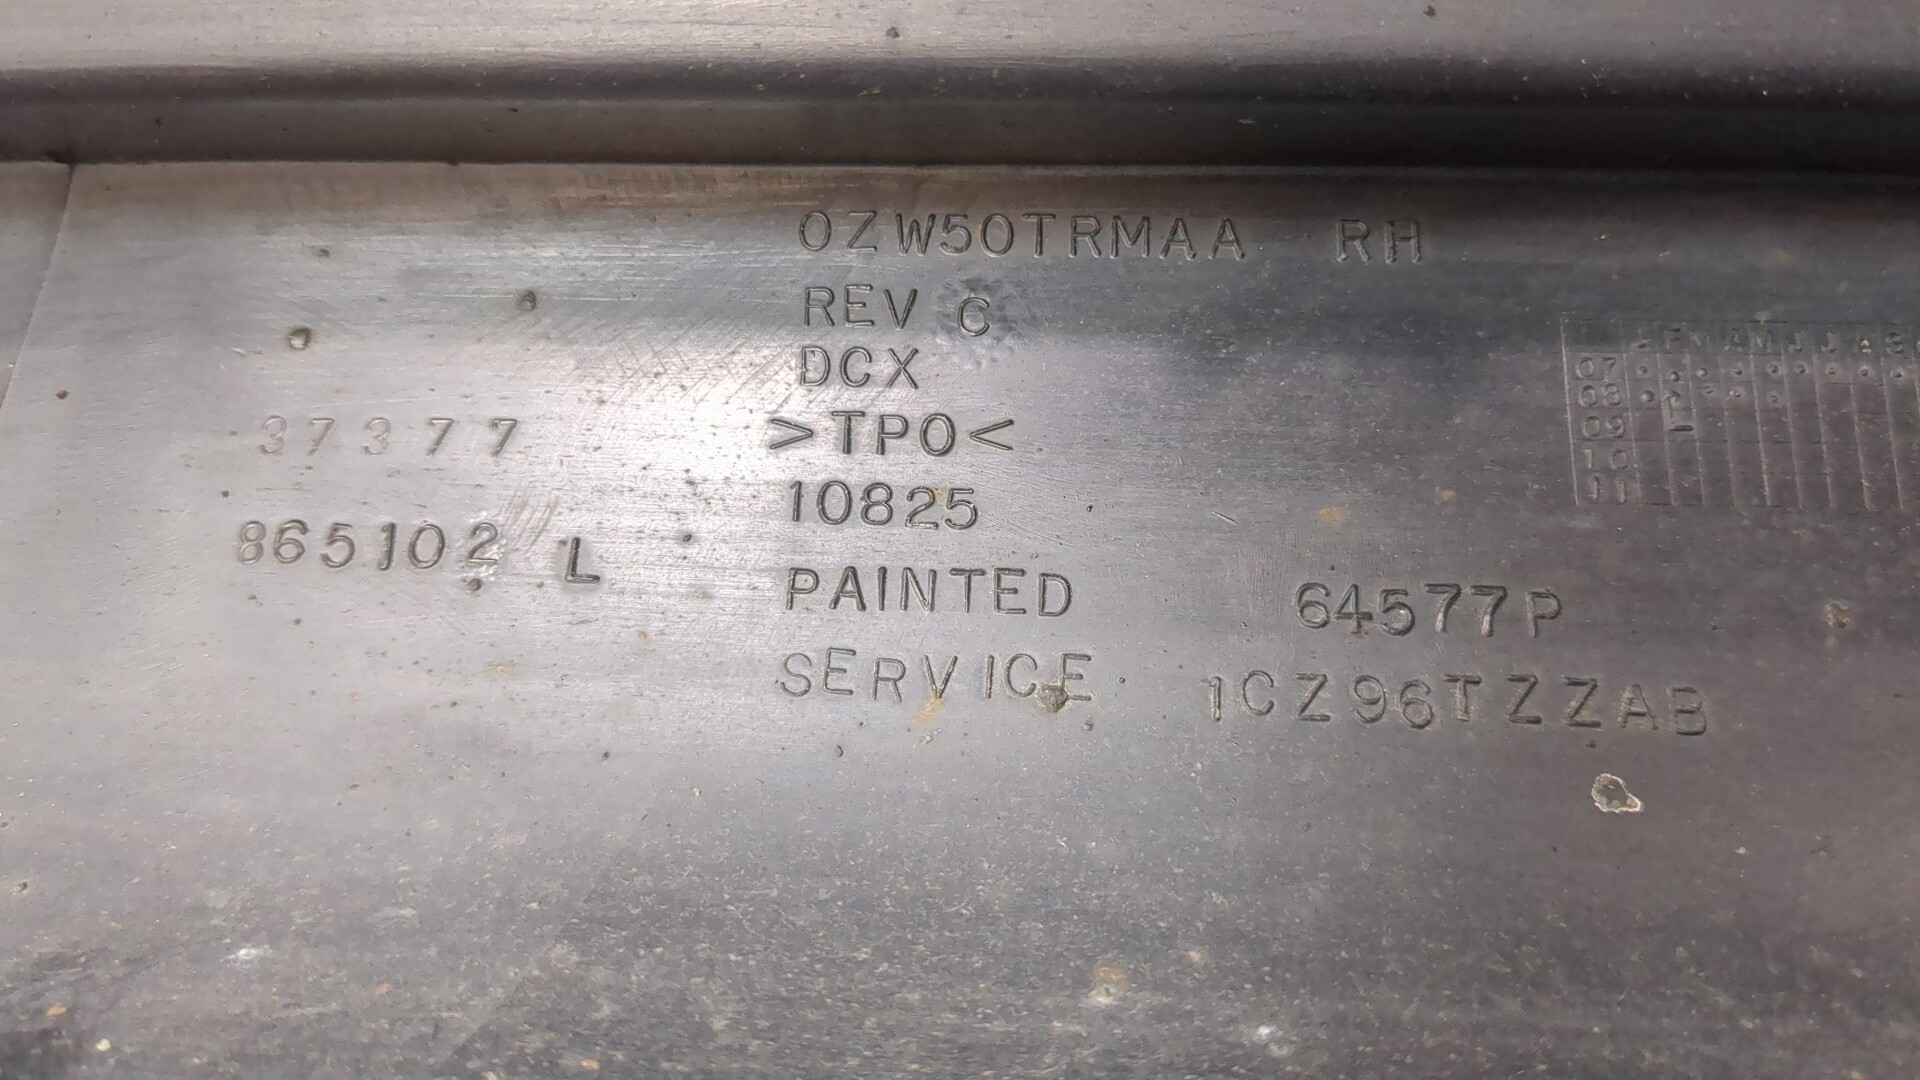 0ZW50TRMAA RH
REV C
DCX
>TPO<
10825
PAINTED
SERVICE
37377
865102 L
64577P
1CZ96TZZAB
J F M A M J J A S
07
08
09
10
11